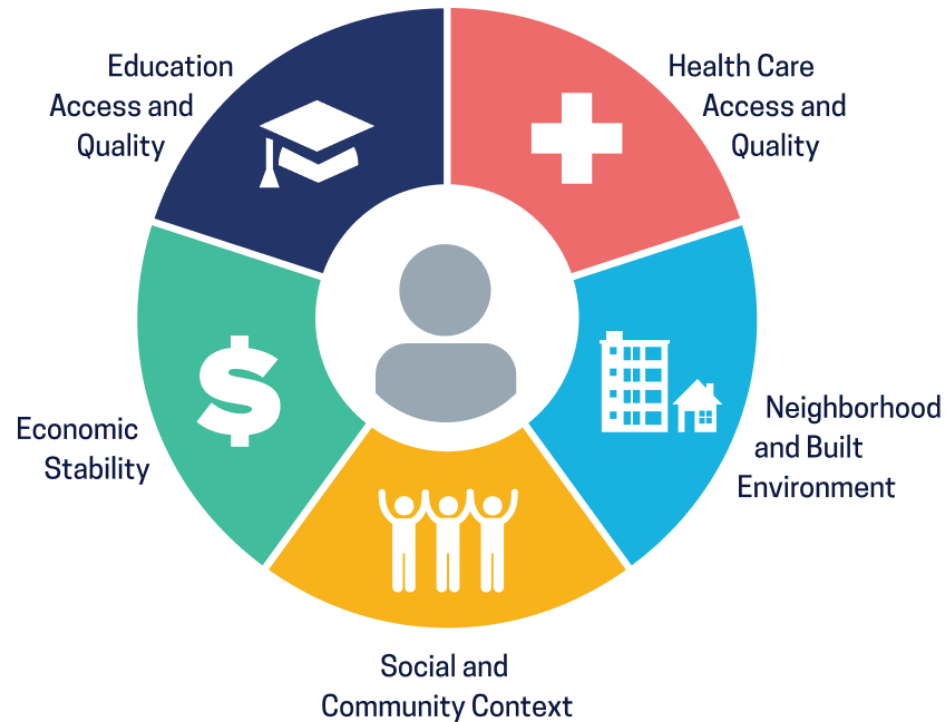 Education
Access and
Quality
Health Care
Access and
Quality
Economic
Stability
Neighborhood
and Built
Environment
Social and
Community Context